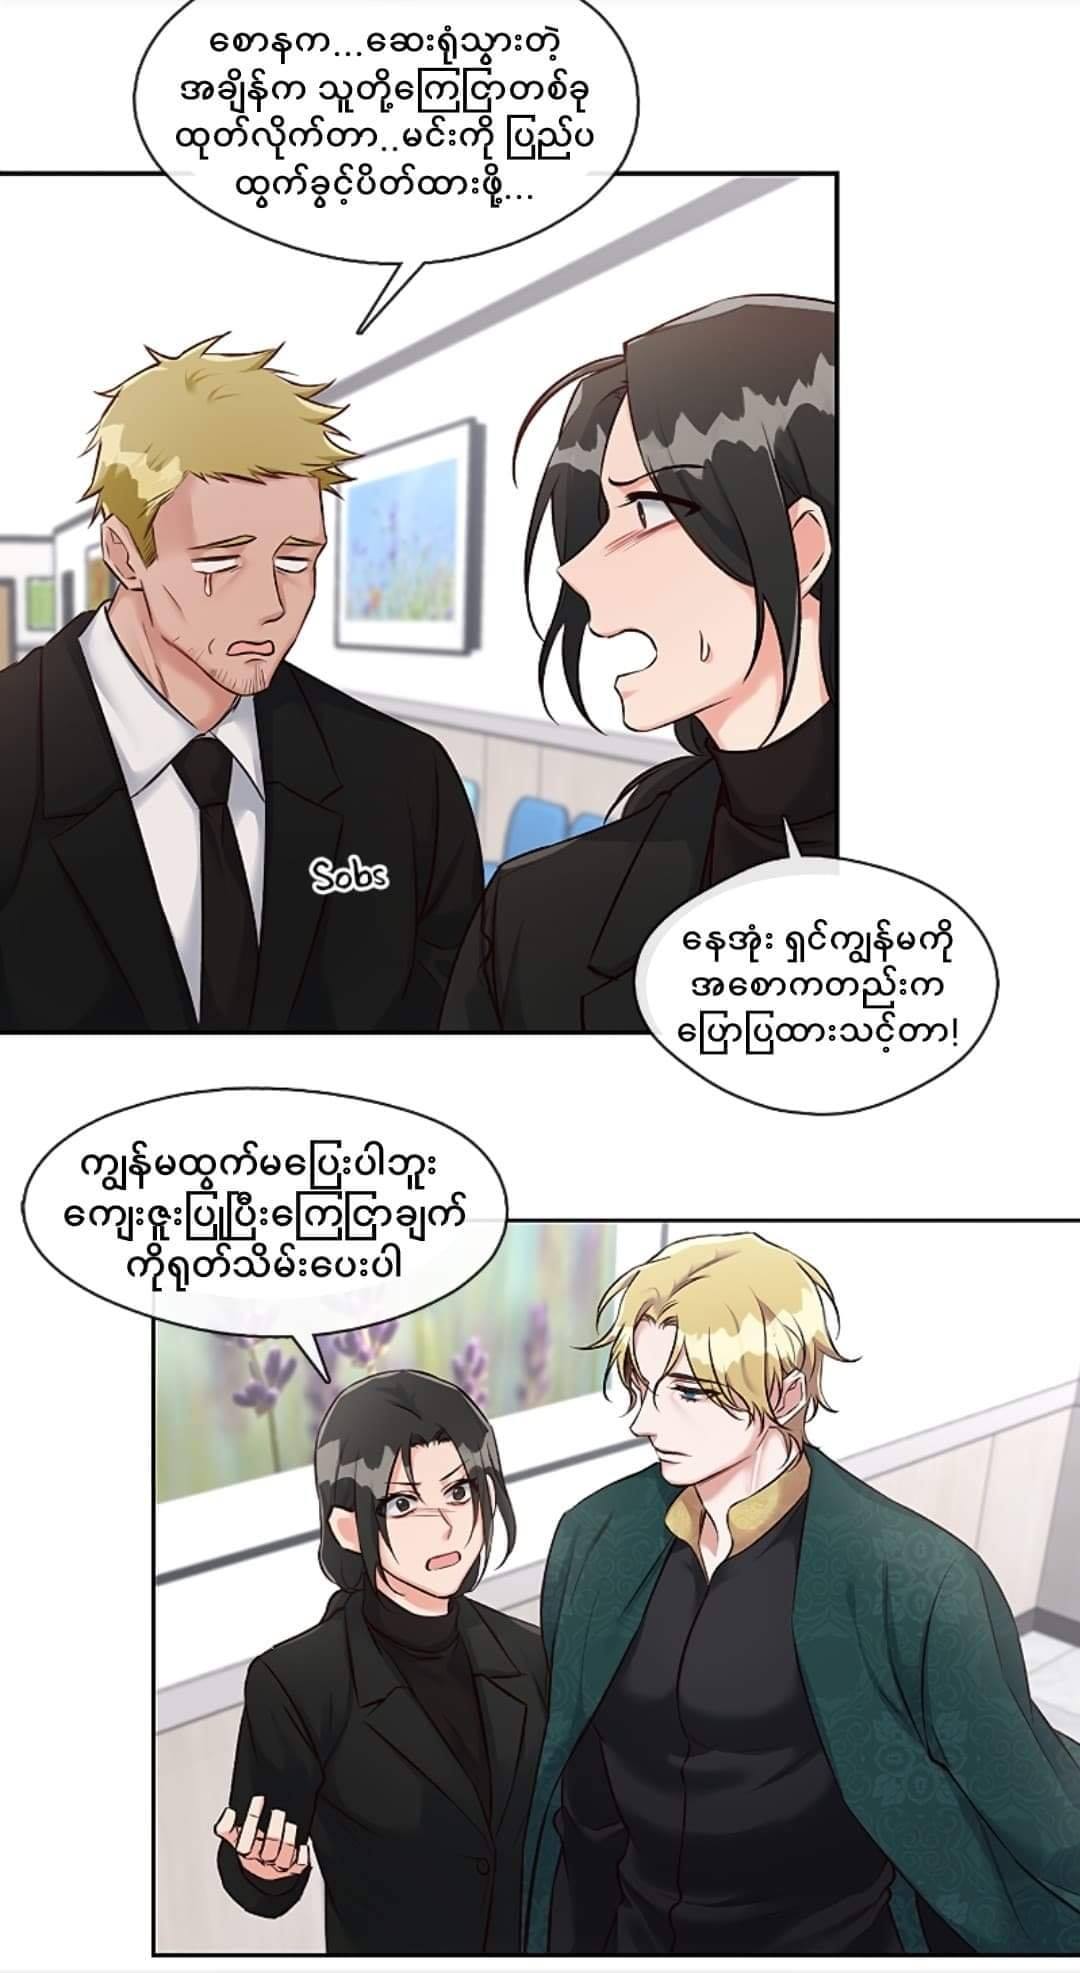 စောနက...ဆေးရုံသွားတဲ့
အချိန်က သူတို့ကြေငြာတစ်ခု
ထုတ်လိုက်တာ..မင်းကို ပြည်ပ
ထွက်ခွင့်ပိတ်ထားဖို့...
Sobs
နေအုံး ရှင်ကျွန်မကို
အစောကတည်းက
ပြောပြထားသင့်တာ!
ကျွန်မထွက်မပြေးပါဘူး
ကျေးဇူးပြုပြီးကြေငြာချက်
ကိုရုတ်သိမ်းပေးပါ